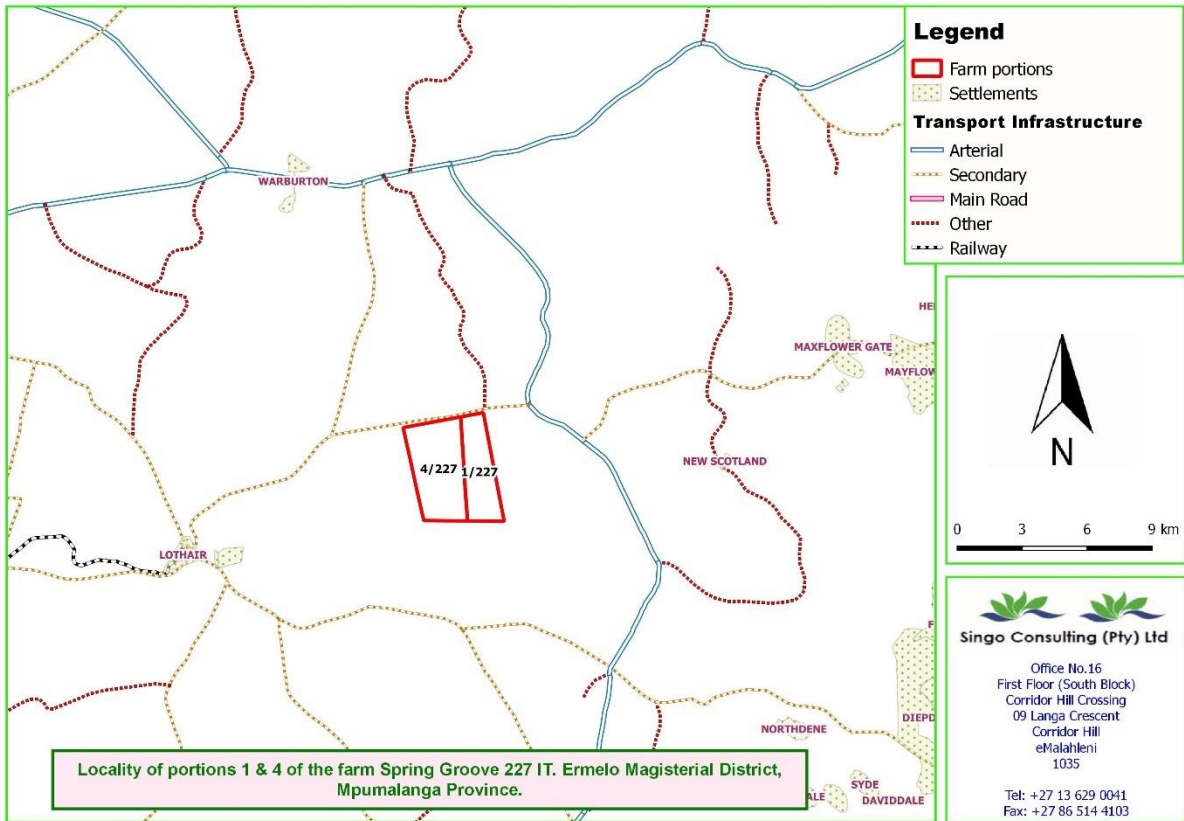 Legend
Farm portions
Settlements
Transport Infrastructure
Arterial
Secondary
Main Road
Other
Railway
WARBURTON
HE
MAXFLOWER GATE
MAYFLOW
4/227
1/227
NEW SCOTLAND
LOTHAIR
F
NORTHDENE
DIEPD
SYDE
ALE
DAVIDDALE
Locality of portions 1 & 4 of the farm Spring Groove 227 IT. Ermelo Magisterial District,
Mpumalanga Province.
N
0 3 6 9 km
Singo Consulting (Pty) Ltd
Office No.16
First Floor (South Block)
Corridor Hill Crossing
09 Langa Crescent
Corridor Hill
eMalahleni
1035
Tel: +27 13 629 0041
Fax: +27 86 514 4103